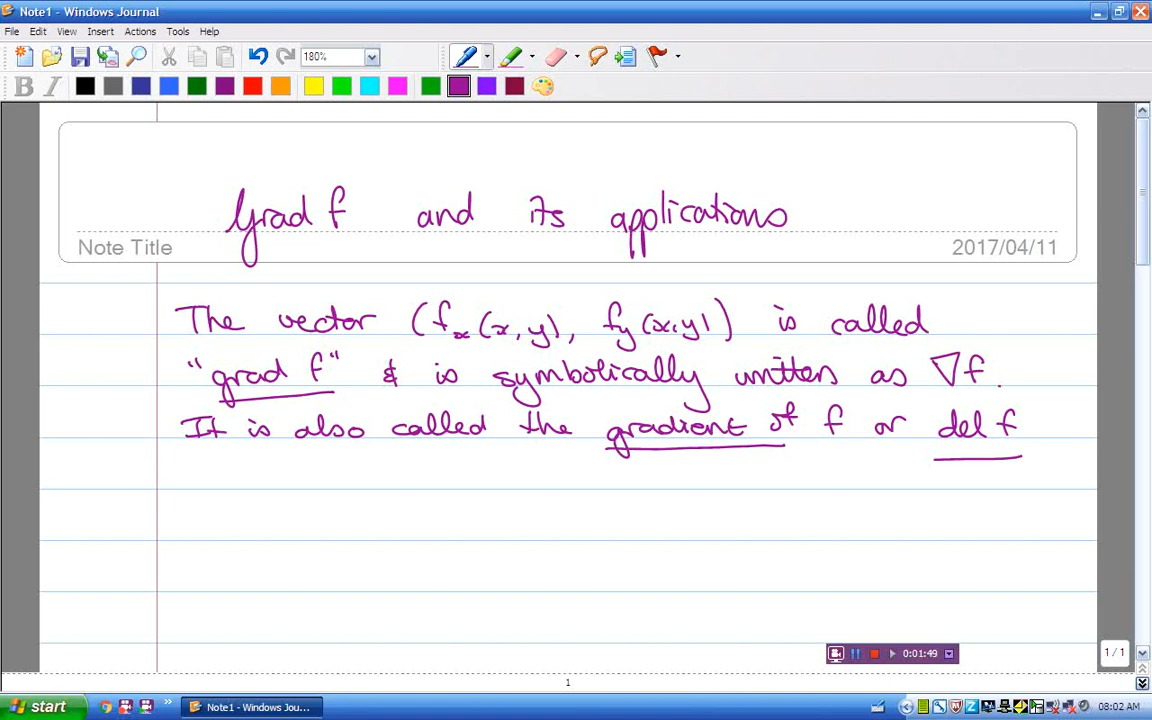 Note1 - Windows Journal
File Edit View Insert Actions Tools Help
180%
B I
Grad f and its applications
Note Title 2017/04/11
The vector (fx(x,y), fy(x,y)) is called
"grad f" & is symbolically written as ∇f.
It is also called the gradient of f or del f
0:01:49
1 / 1
1
start Note1 - Windows Jou... 08:02 AM